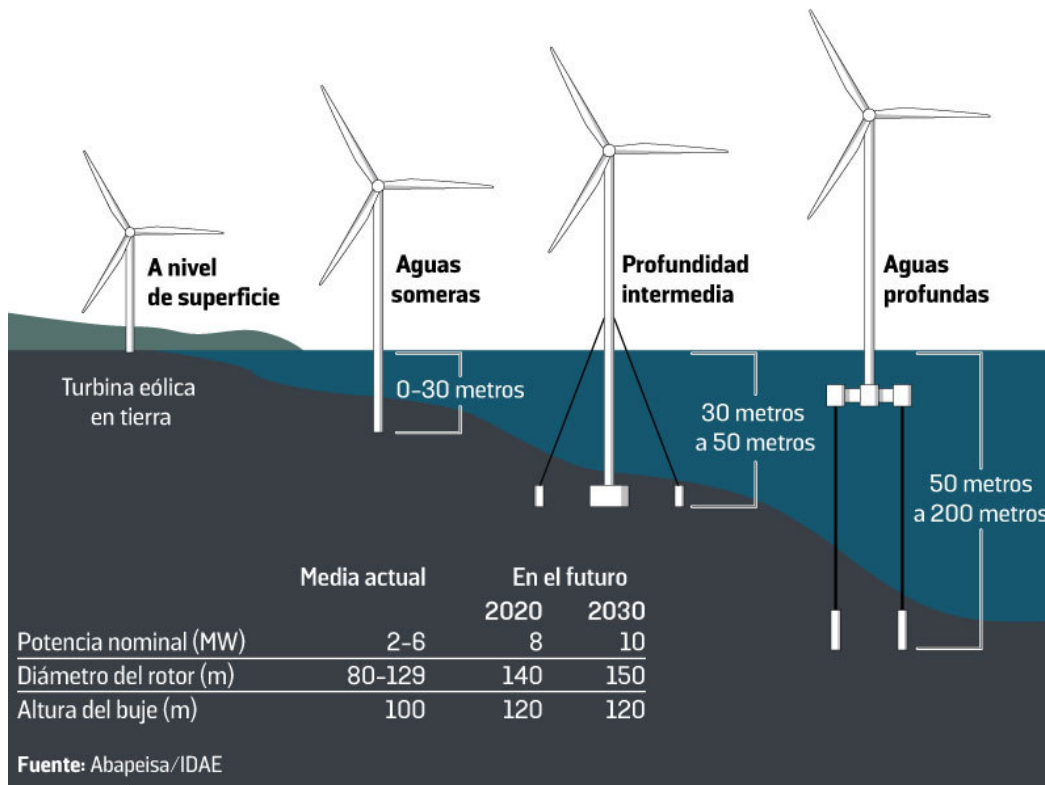 A nivel
de superficie
Turbina eólica
en tierra
Aguas
someras
0-30 metros
Profundidad
intermedia
30 metros
a 50 metros
Aguas
profundas
50 metros
a 200 metros
Media actual En el futuro
2020 2030
Potencia nominal (MW) 2-6 8 10
Diámetro del rotor (m) 80-129 140 150
Altura del buje (m) 100 120 120
Fuente: Abapeisa/IDAE